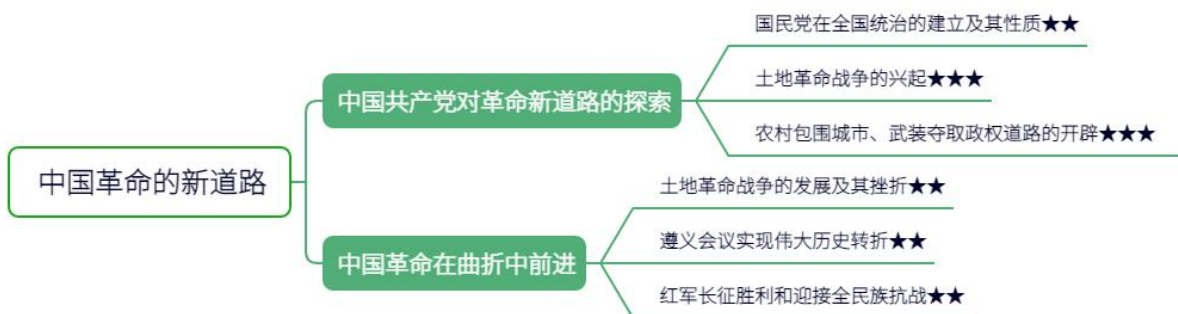 中国革命的新道路
中国共产党对革命新道路的探索
国民党在全国统治的建立及其性质★★
土地革命战争的兴起★★★
农村包围城市、武装夺取政权道路的开辟★★★
中国革命在曲折中前进
土地革命战争的发展及其挫折★★
遵义会议实现伟大历史转折★★
红军长征胜利和迎接全民族抗战★★